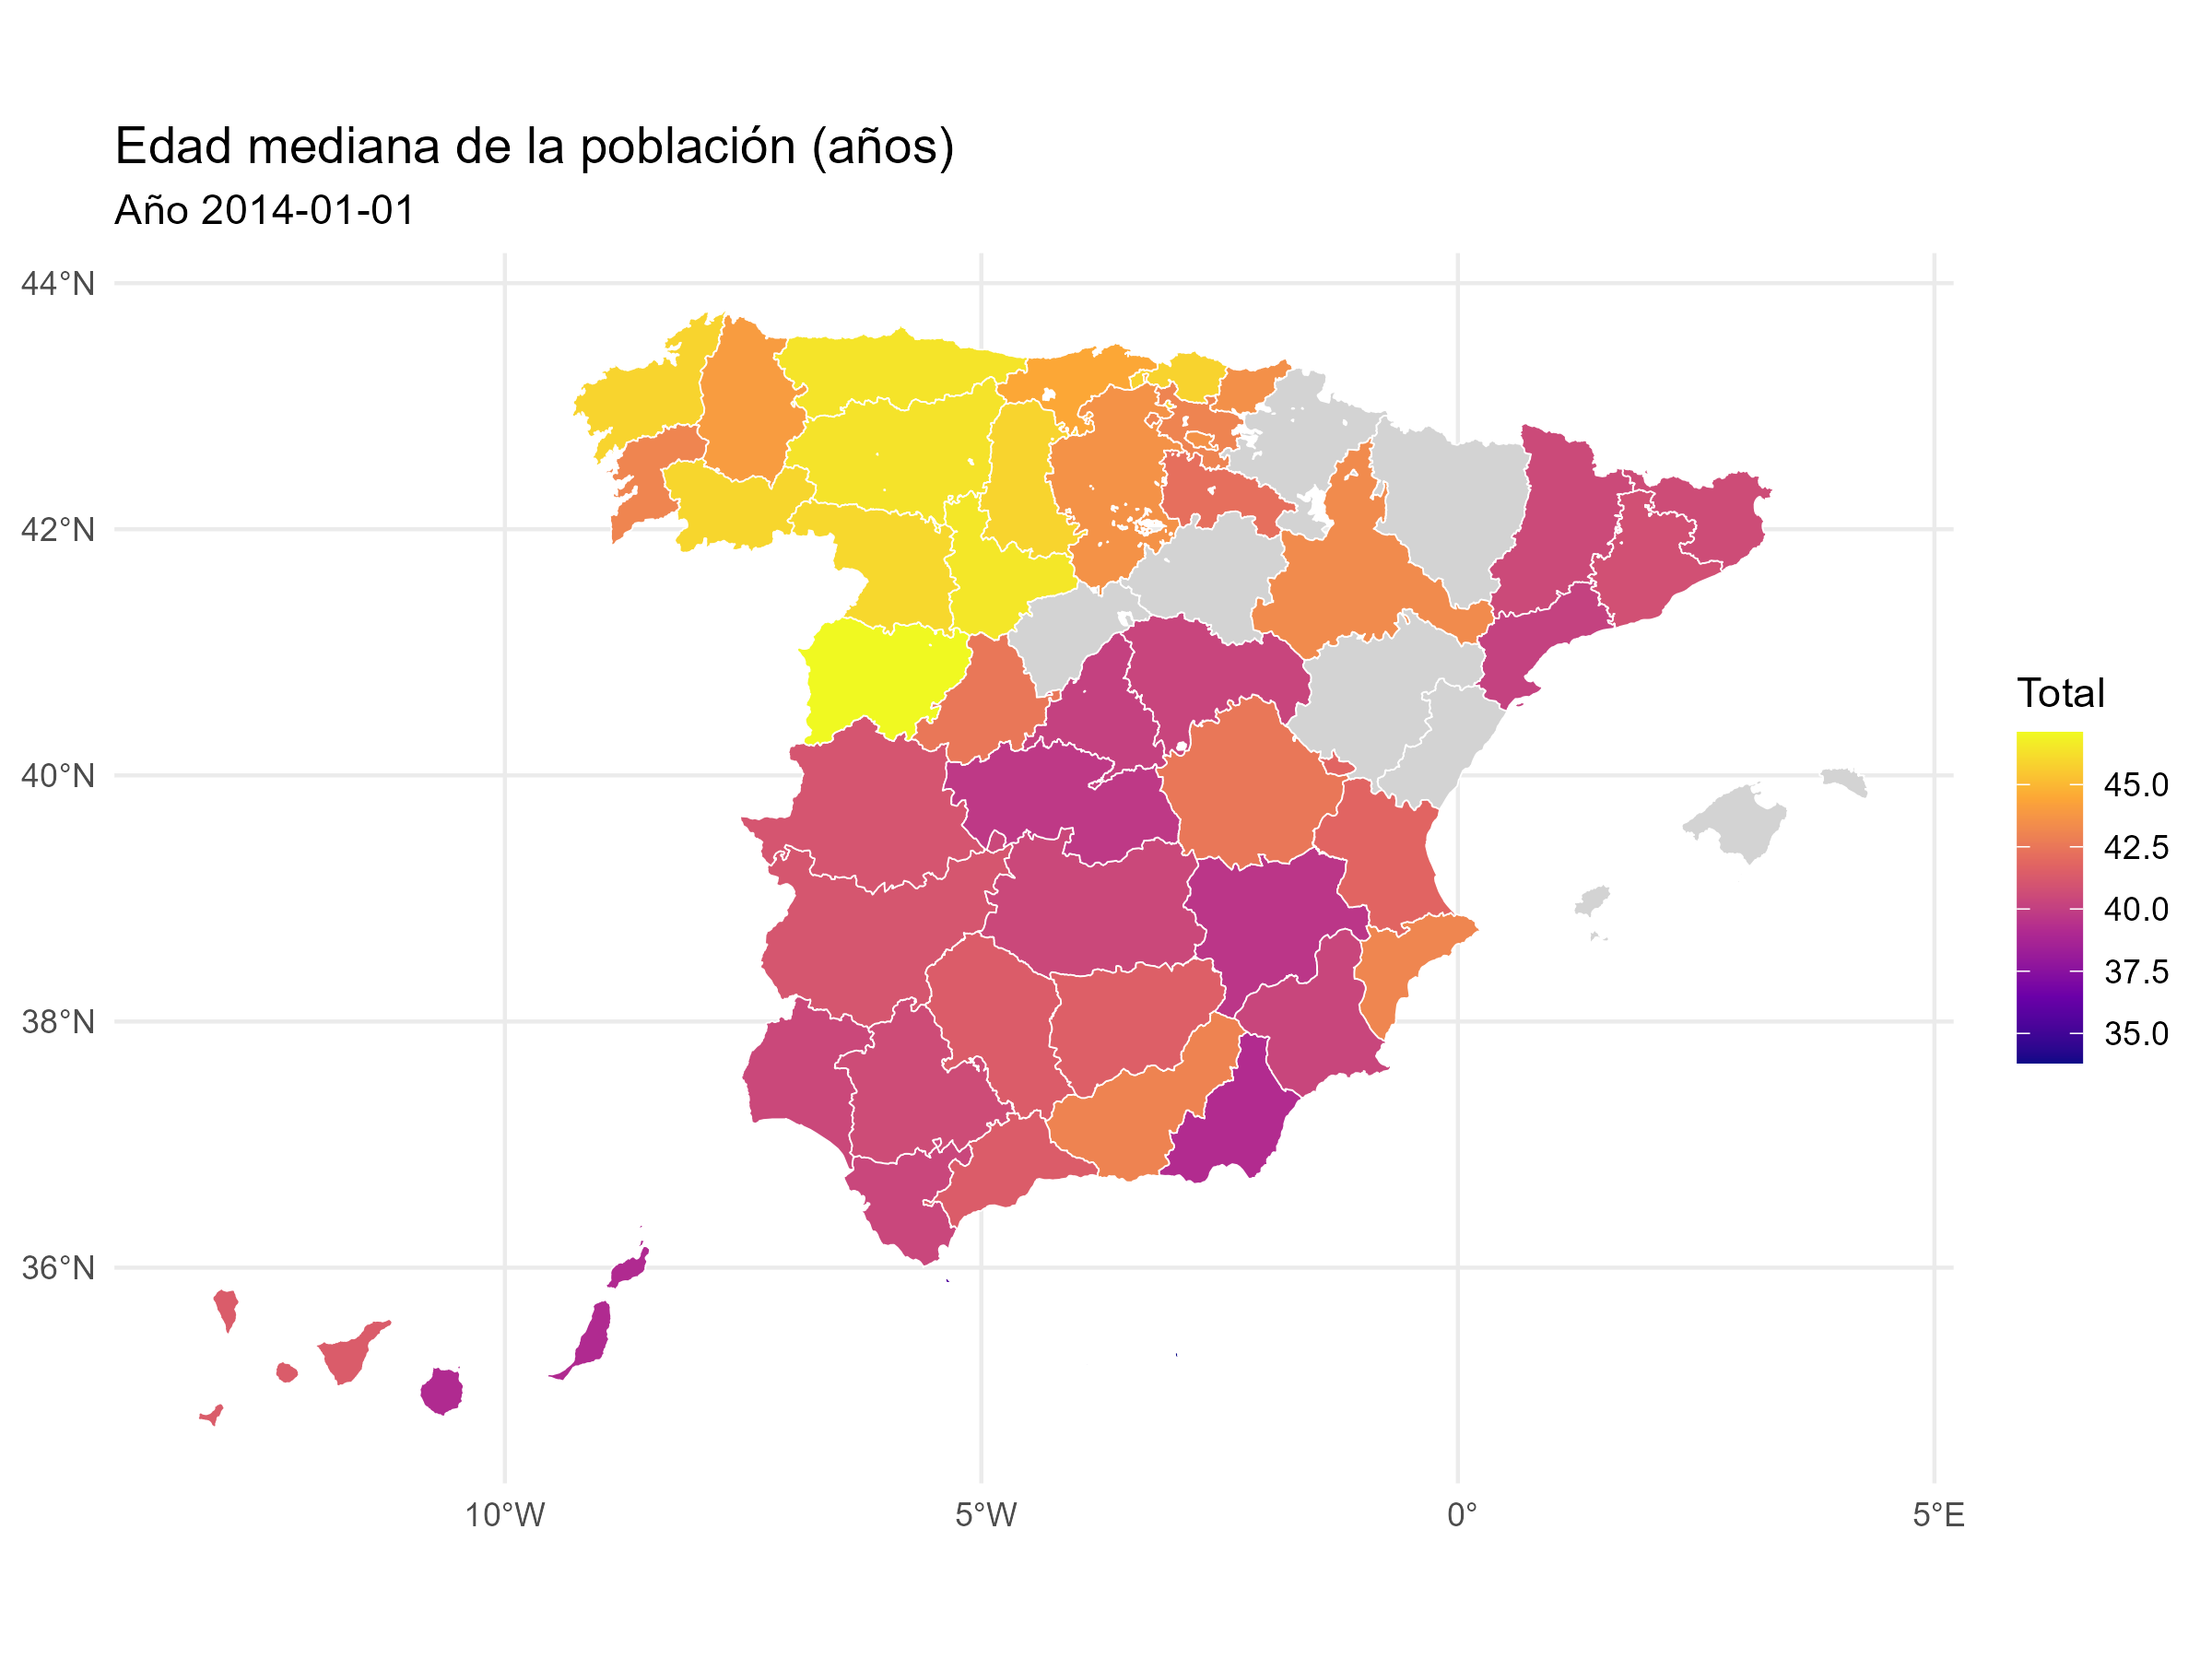 Edad mediana de la población (años)
Año 2014-01-01
44°N
42°N
40°N
38°N
36°N
10°W
5°W
0°
5°E
Total
45.0
42.5
40.0
37.5
35.0